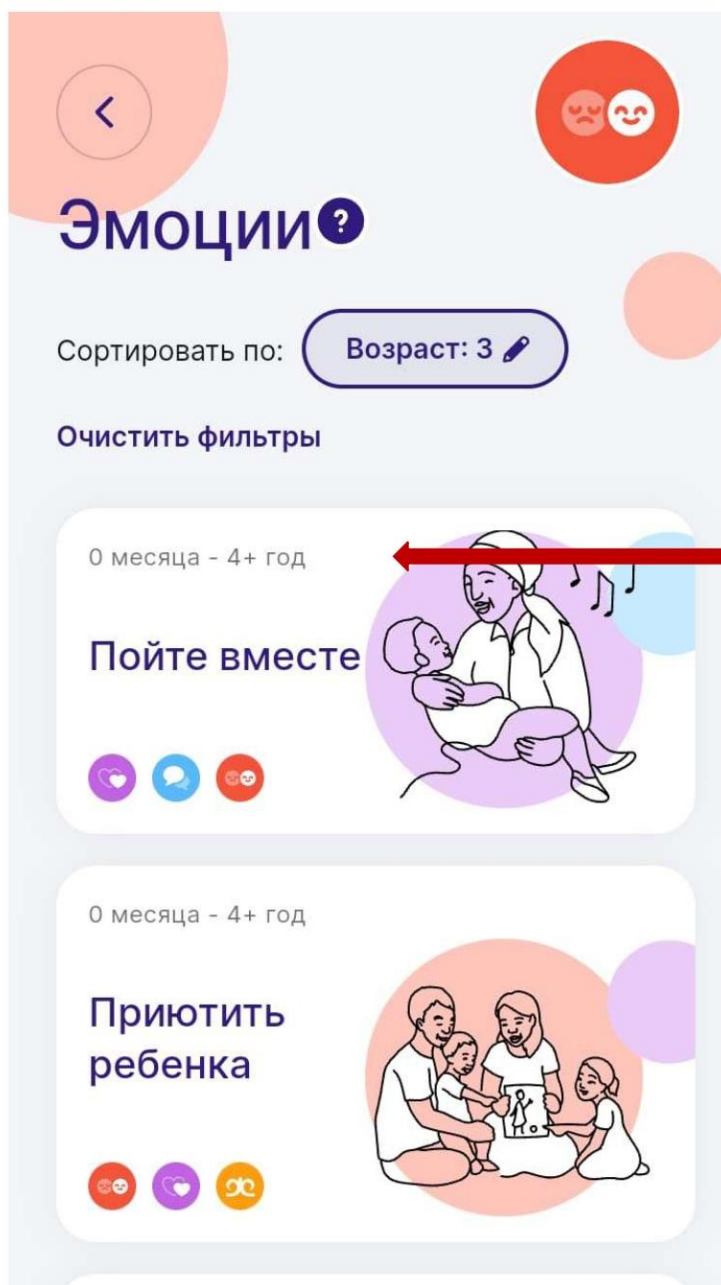 Эмоции?
Сортировать по: Возраст: 3
Очистить фильтры
0 месяца - 4+ год
Пойте вместе
0 месяца - 4+ год
Приютить
ребенка